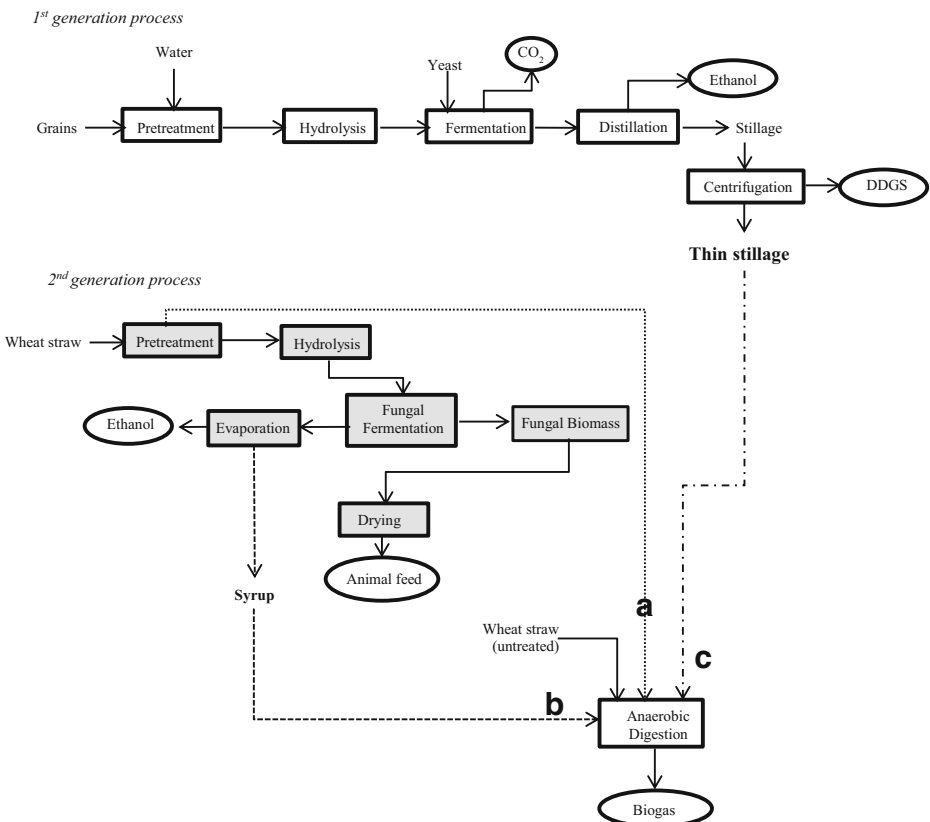 1st generation process
Water
Yeast
CO2
Ethanol
Grains
Pretreatment
Hydrolysis
Fermentation
Distillation
Stillage
Centrifugation
DDGS
Thin stillage
2nd generation process
Wheat straw
Pretreatment
Hydrolysis
Ethanol
Evaporation
Fungal
Fermentation
Fungal Biomass
Drying
Animal feed
Syrup
a
Wheat straw
(untreated)
c
b
Anaerobic
Digestion
Biogas